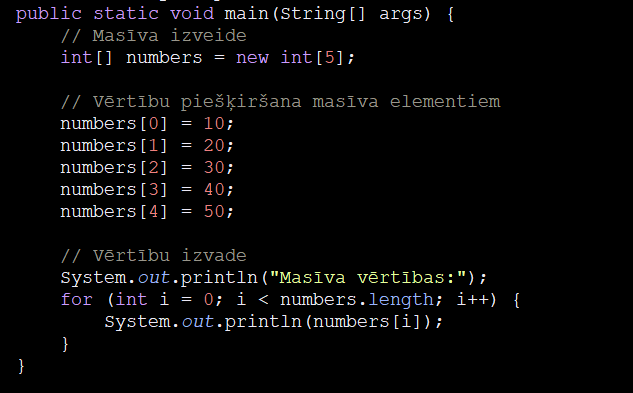 public static void main(String[] args) {
    // Masīva izveide
    int[] numbers = new int[5];

    // Vērtību piešķiršana masīva elementiem
    numbers[0] = 10;
    numbers[1] = 20;
    numbers[2] = 30;
    numbers[3] = 40;
    numbers[4] = 50;

    // Vērtību izvade
    System.out.println("Masīva vērtības:");
    for (int i = 0; i < numbers.length; i++) {
        System.out.println(numbers[i]);
    }
}